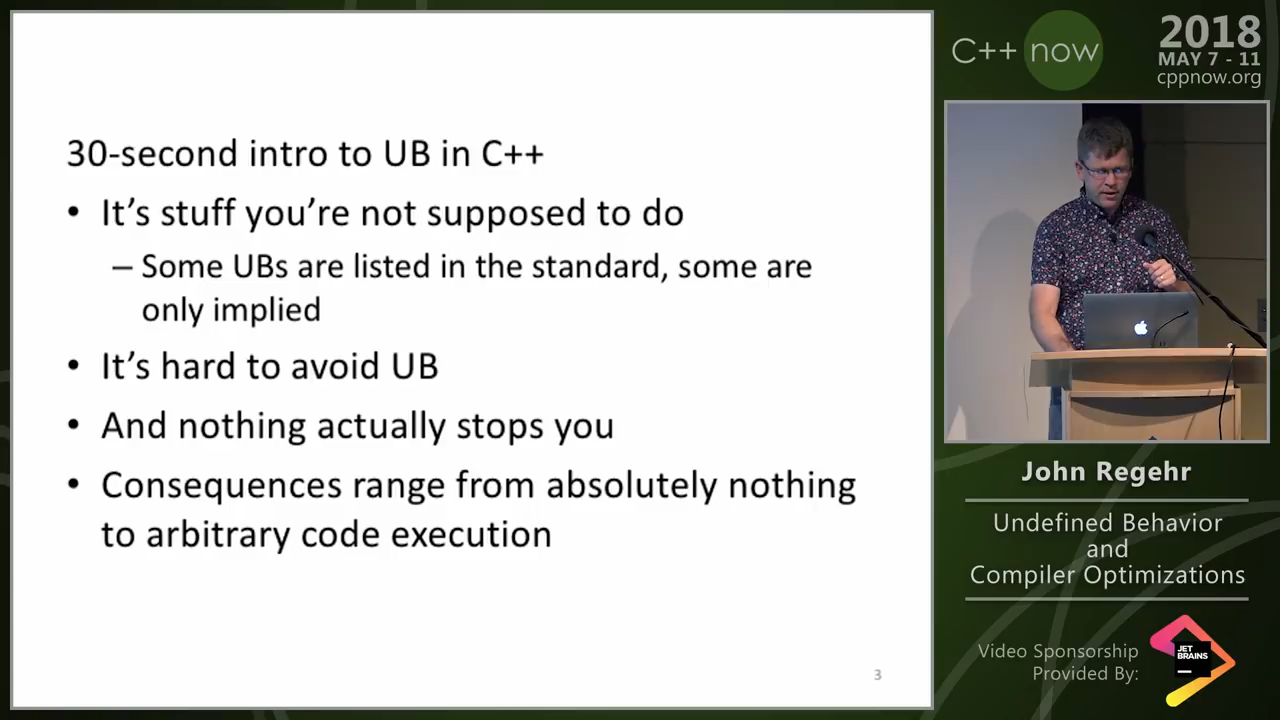 30-second intro to UB in C++
• It's stuff you're not supposed to do
– Some UBs are listed in the standard, some are
only implied
• It's hard to avoid UB
• And nothing actually stops you
• Consequences range from absolutely nothing
to arbitrary code execution
3
C++ now
2018
MAY 7 - 11
cppnow.org
John Regehr
Undefined Behavior
and
Compiler Optimizations
Video Sponsorship
Provided By:
JET
BRAINS